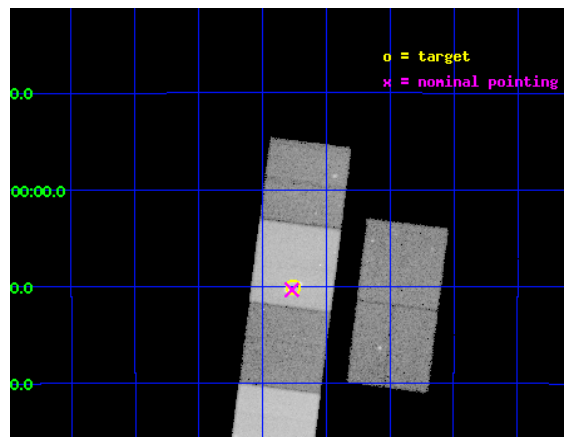 o = target
x = nominal pointing
0.0
00:00.0
0.0
0.0